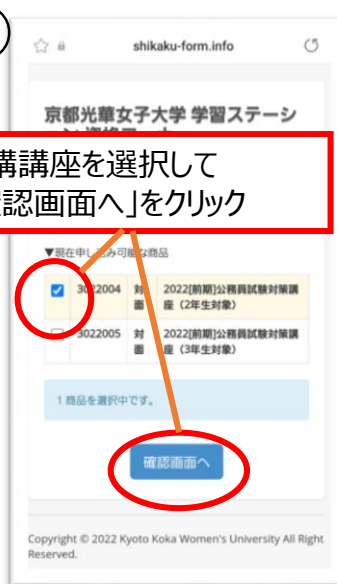 shikaku-form.info
京都光華女子大学 学習ステーシ
講講座を選択して
認画面へ」をクリック
▼現在申し込み可能な商品
3022004 対面 2022[前期]公務員試験対策講座（2年生対象）
3022005 対面 2022[前期]公務員試験対策講座（3年生対象）
1 商品を選択中です。
確認画面へ
Copyright © 2022 Kyoto Koka Women's University All Right
Reserved.